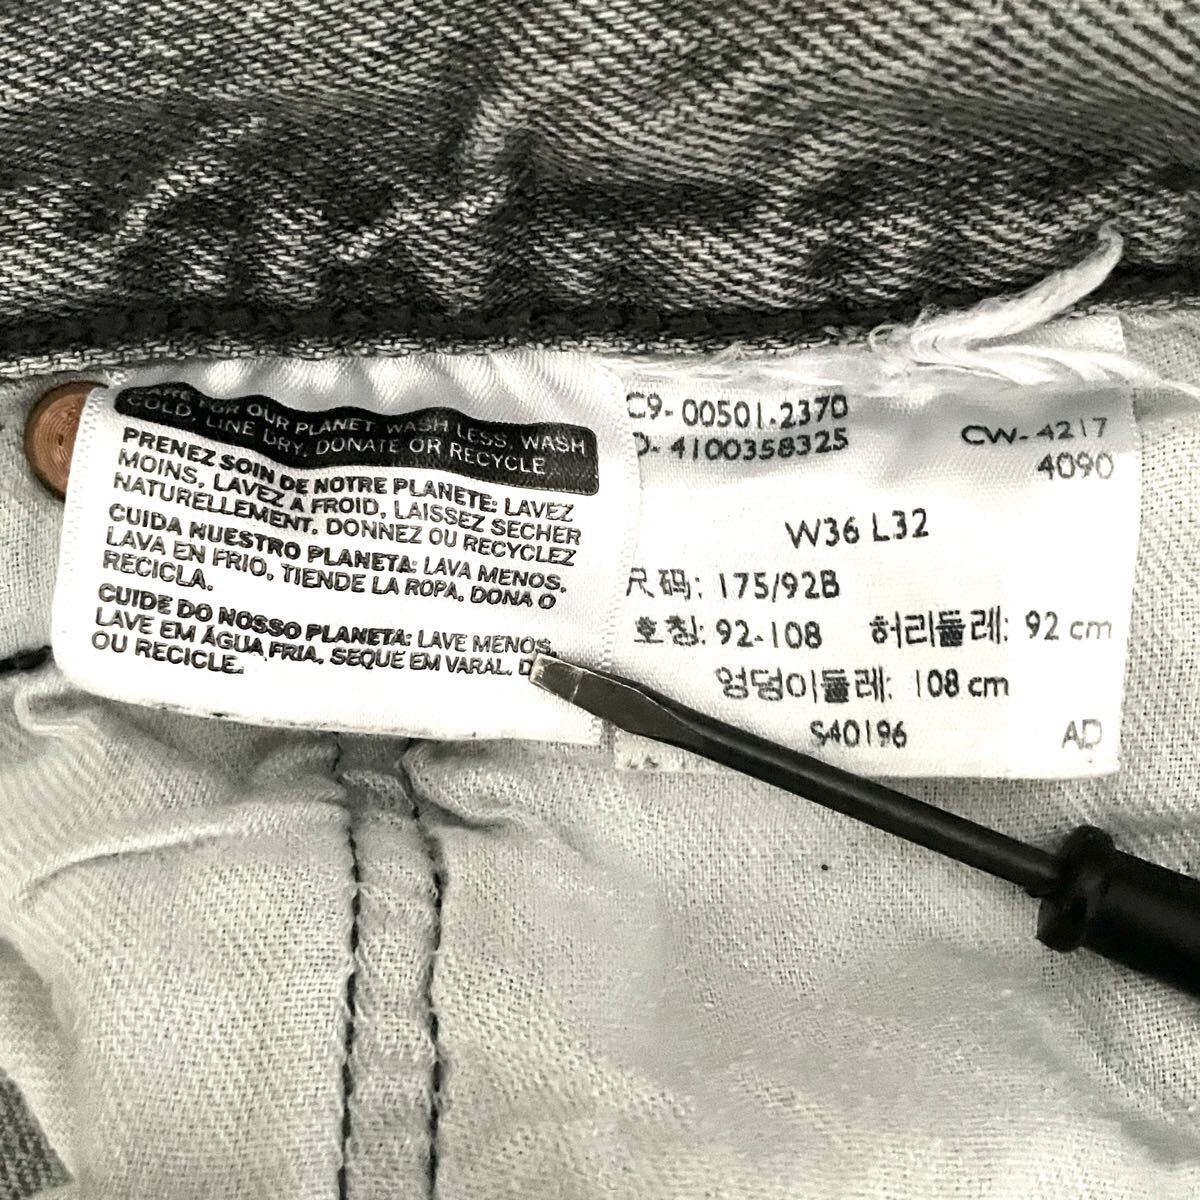 FOR OUR PLANET: WASH LESS, WASH
COLD, LINE DRY, DONATE OR RECYCLE.
PRENEZ SOIN DE NOTRE PLANETE: LAVEZ
MOINS, LAVEZ A FROID, LAISSEZ SECHER
NATURELLEMENT, DONNEZ OU RECYCLEZ
CUIDA NUESTRO PLANETA: LAVA MENOS,
LAVA EN FRIO, TIENDE LA ROPA, DONA O
RECICLA.
CUIDE DO NOSSO PLANETA: LAVE MENOS,
LAVE EM ÁGUA FRIA, SEQUE EM VARAL, D
OU RECICLE.
C9-00501.2370
D-4100358325
CW-4217
4090
W36 L32
尺码: 175/92B
호칭: 92-108 허리둘레: 92 cm
엉덩이둘레: 108 cm
S40196 AD